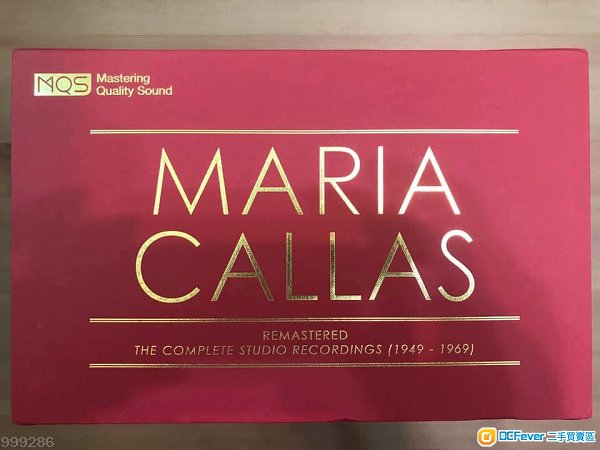 MQS Mastering
Quality Sound
MARIA
CALLAS
REMASTERED
THE COMPLETE STUDIO RECORDINGS (1949 - 1969)
999286
DCFever 二手買賣區